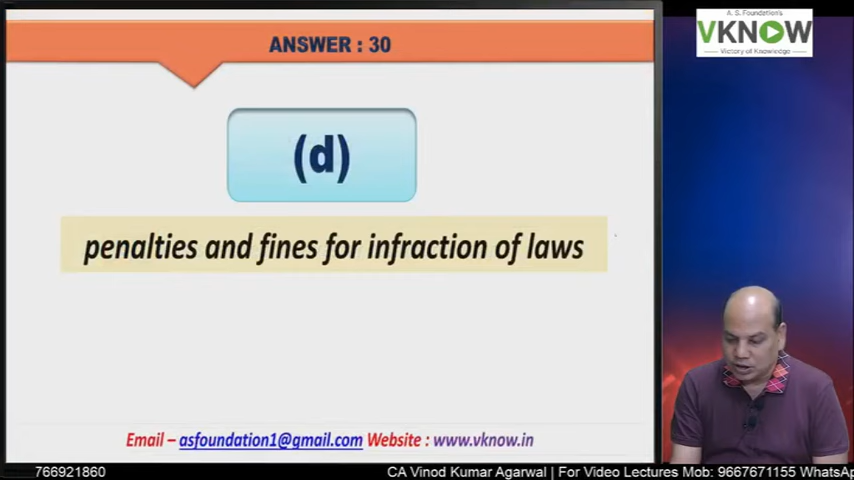 A. S. Foundation's
VKNOW
Victory of Knowledge
ANSWER : 30
(d)
penalties and fines for infraction of laws
Email – asfoundation1@gmail.com Website : www.vknow.in
766921860 CA Vinod Kumar Agarwal | For Video Lectures Mob: 9667671155 WhatsAp